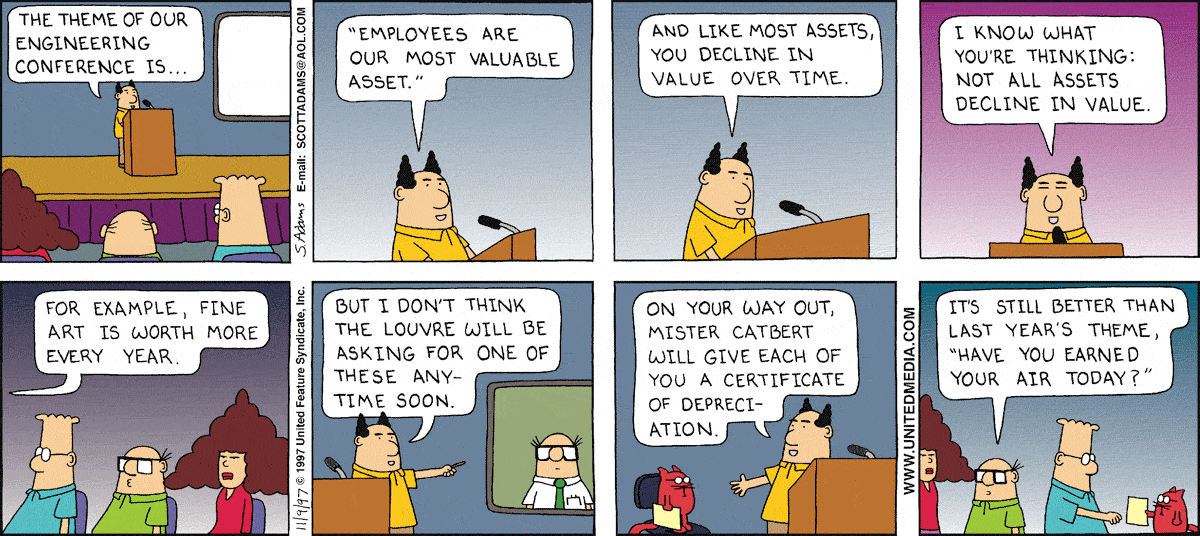 THE THEME OF OUR
ENGINEERING
CONFERENCE IS...
S.Adams E-mail: SCOTTADAMS@AOL.COM
"EMPLOYEES ARE
OUR MOST VALUABLE
ASSET."
AND LIKE MOST ASSETS,
YOU DECLINE IN
VALUE OVER TIME.
I KNOW WHAT
YOU'RE THINKING:
NOT ALL ASSETS
DECLINE IN VALUE.
FOR EXAMPLE, FINE
ART IS WORTH MORE
EVERY YEAR.
11/9/97 © 1997 United Feature Syndicate, Inc.
BUT I DON'T THINK
THE LOUVRE WILL BE
ASKING FOR ONE OF
THESE ANY-
TIME SOON.
ON YOUR WAY OUT,
MISTER CATBERT
WILL GIVE EACH OF
YOU A CERTIFICATE
OF DEPRECI-
ATION.
WWW.UNITEDMEDIA.COM
IT'S STILL BETTER THAN
LAST YEAR'S THEME,
"HAVE YOU EARNED
YOUR AIR TODAY?"